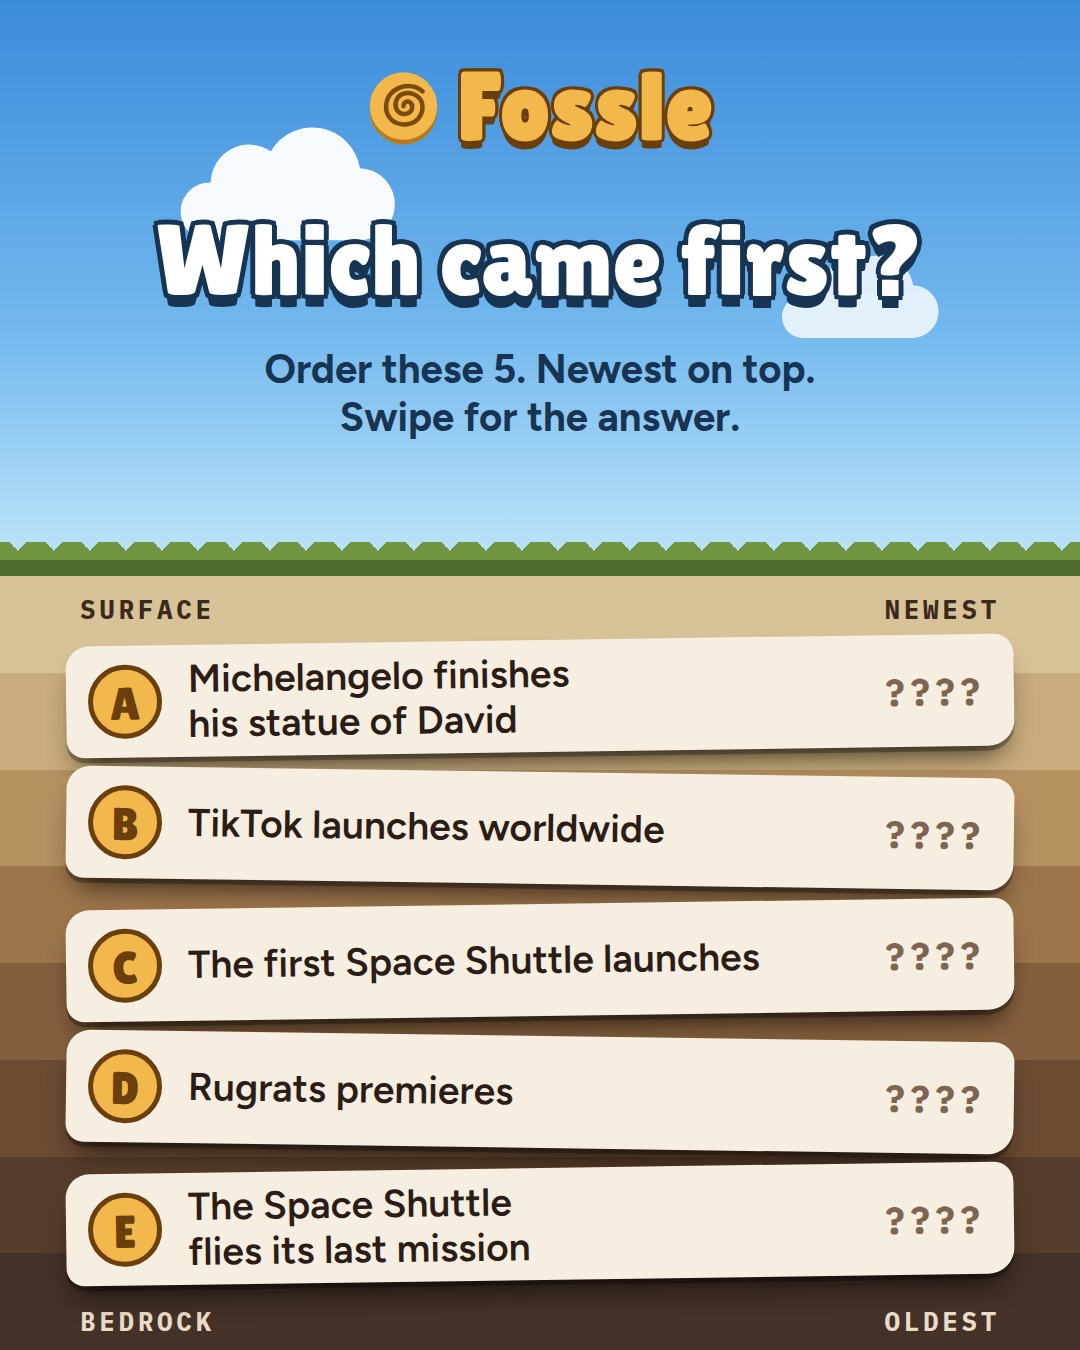 Fossle
Which came first?
Order these 5. Newest on top.
Swipe for the answer.
SURFACE NEWEST
A Michelangelo finishes
his statue of David ????
B TikTok launches worldwide ????
C The first Space Shuttle launches ????
D Rugrats premieres ????
E The Space Shuttle
flies its last mission ????
BEDROCK OLDEST